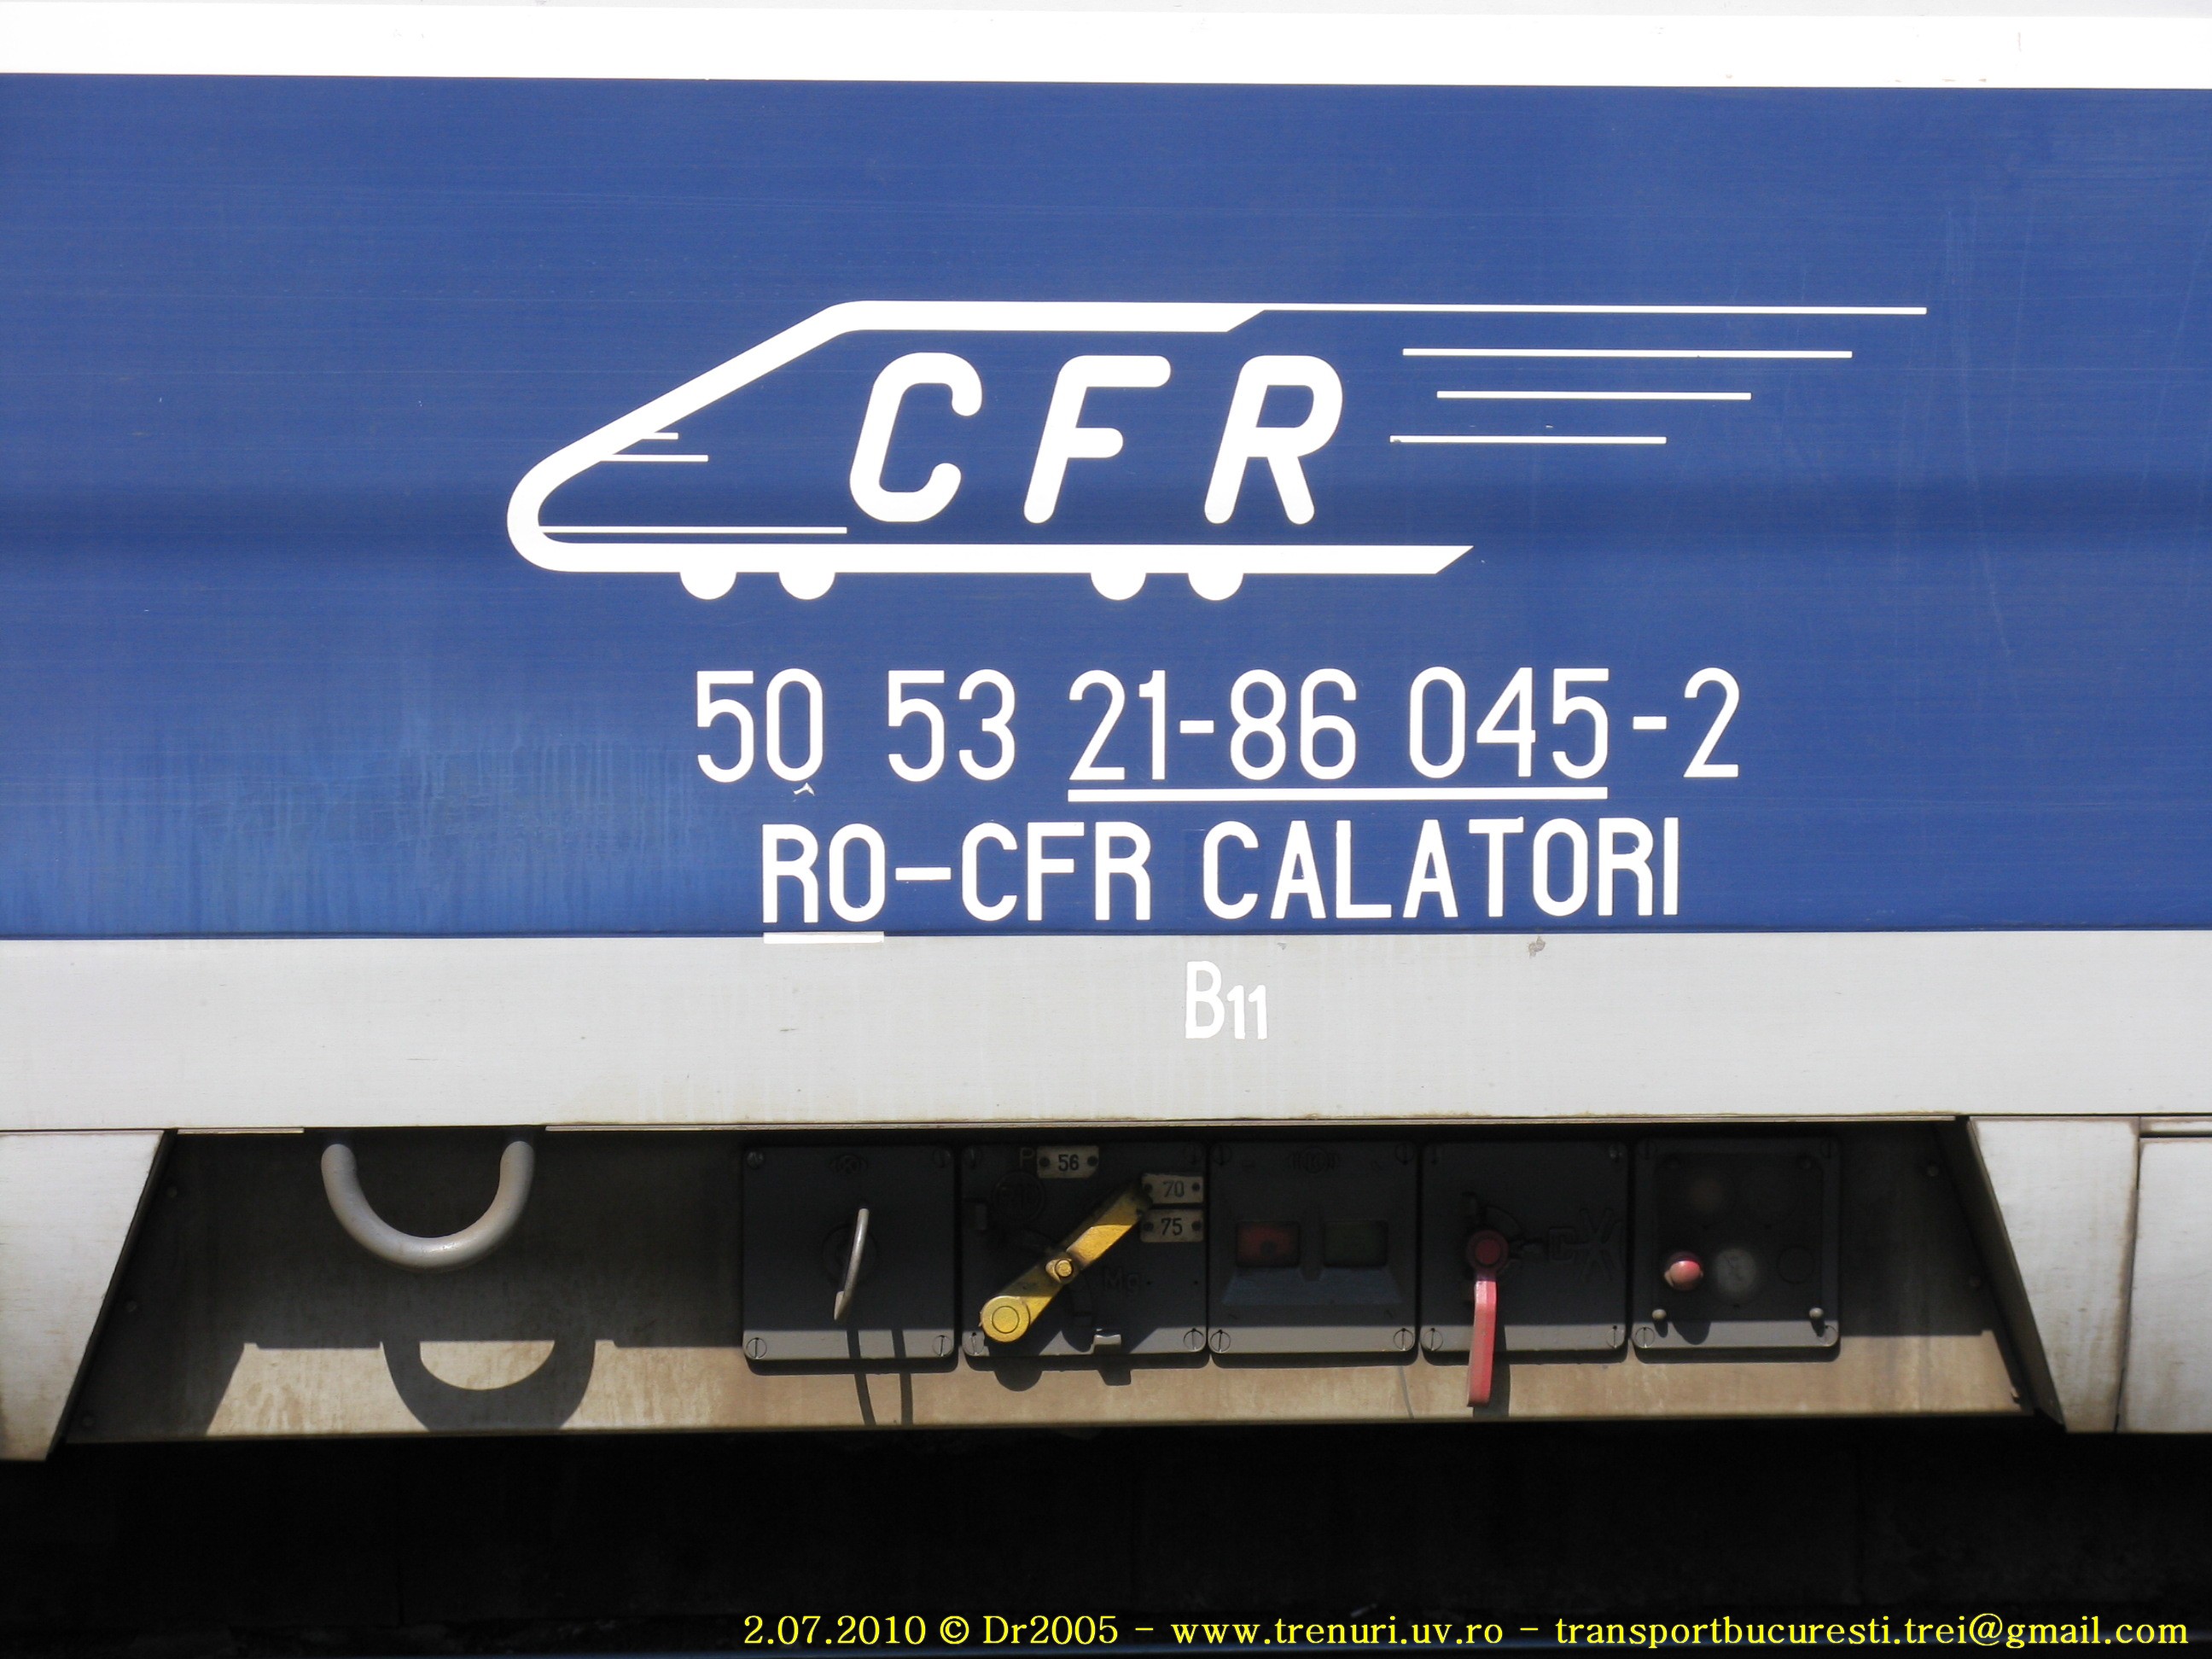 CFR
50 53 21-86 045-2
RO-CFR CALATORI
B11
P 56
70
75
2.07.2010 © Dr2005 - www.trenuri.uv.ro - transportbucuresti.trei@gmail.com